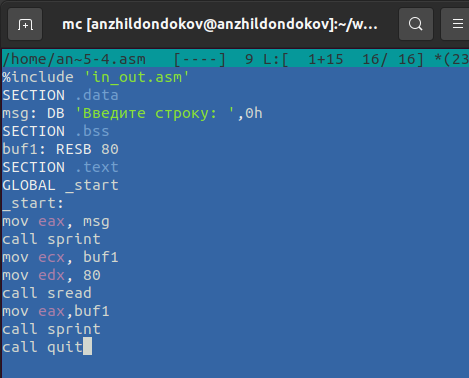 mc [anzhildondokov@anzhildondokov]:~/w...
/home/an~5-4.asm [----] 9 L:[ 1+15 16/ 16] *(23
%include 'in_out.asm'
SECTION .data
msg: DB 'Введите строку: ',0h
SECTION .bss
buf1: RESB 80
SECTION .text
GLOBAL _start
_start:
mov eax, msg
call sprint
mov ecx, buf1
mov edx, 80
call sread
mov eax,buf1
call sprint
call quit